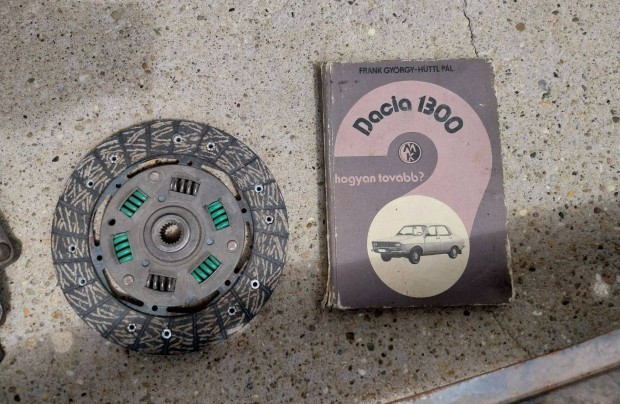 FRANK GYÖRGY–HÜTTL PÁL
Dacia 1300
MK
hogyan tovább?